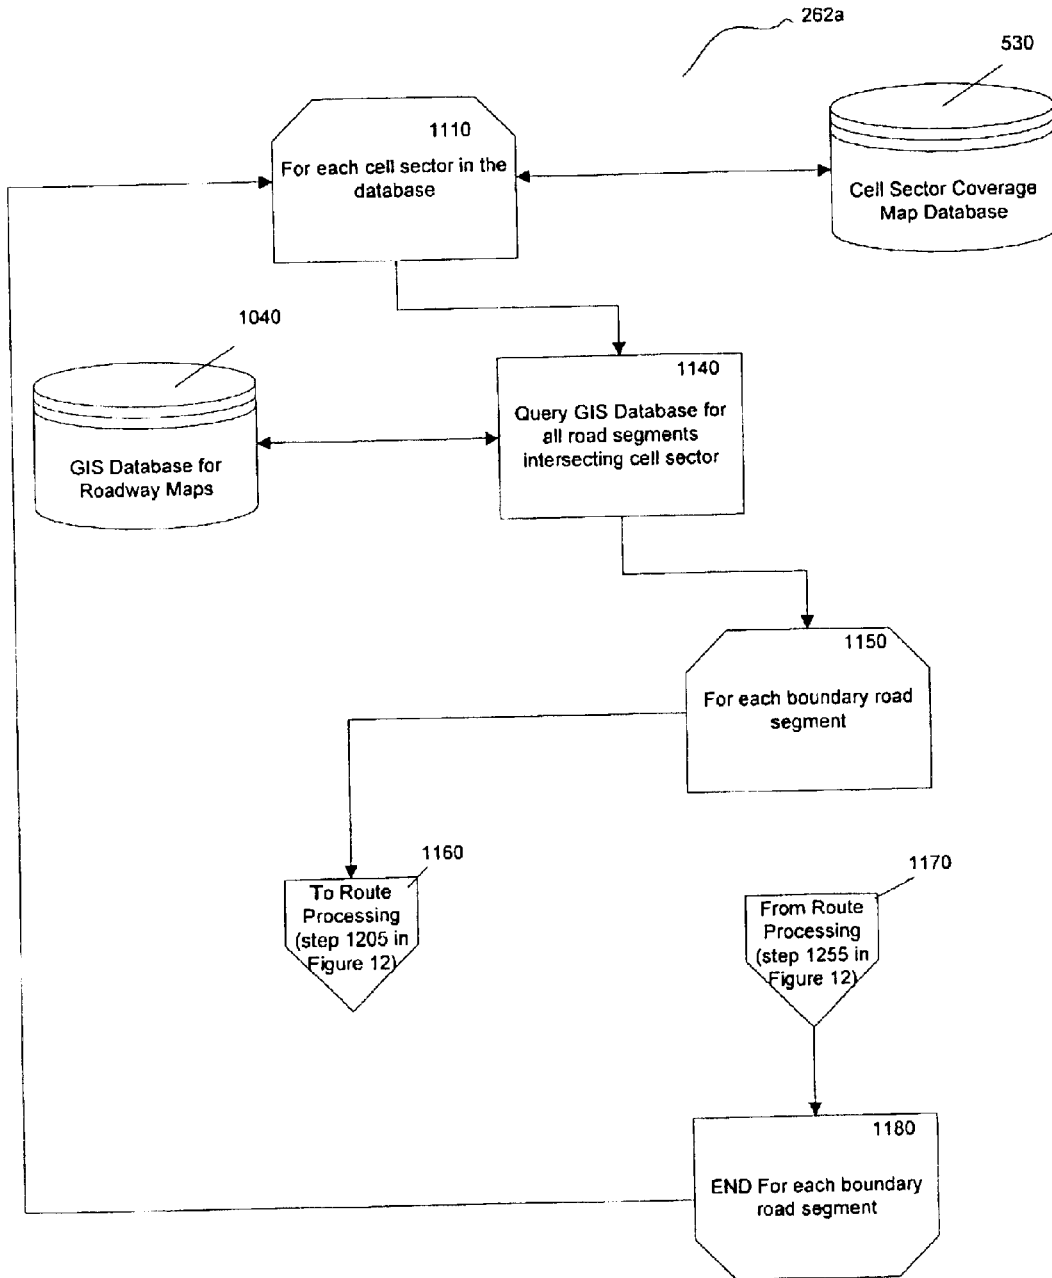 262a
530
1110
For each cell sector in the
database
Cell Sector Coverage
Map Database
1040
1140
Query GIS Database for
all road segments
intersecting cell sector
GIS Database for
Roadway Maps
1150
For each boundary road
segment
1160
To Route
Processing
(step 1205 in
Figure 12)
1170
From Route
Processing
(step 1255 in
Figure 12)
1180
END For each boundary
road segment